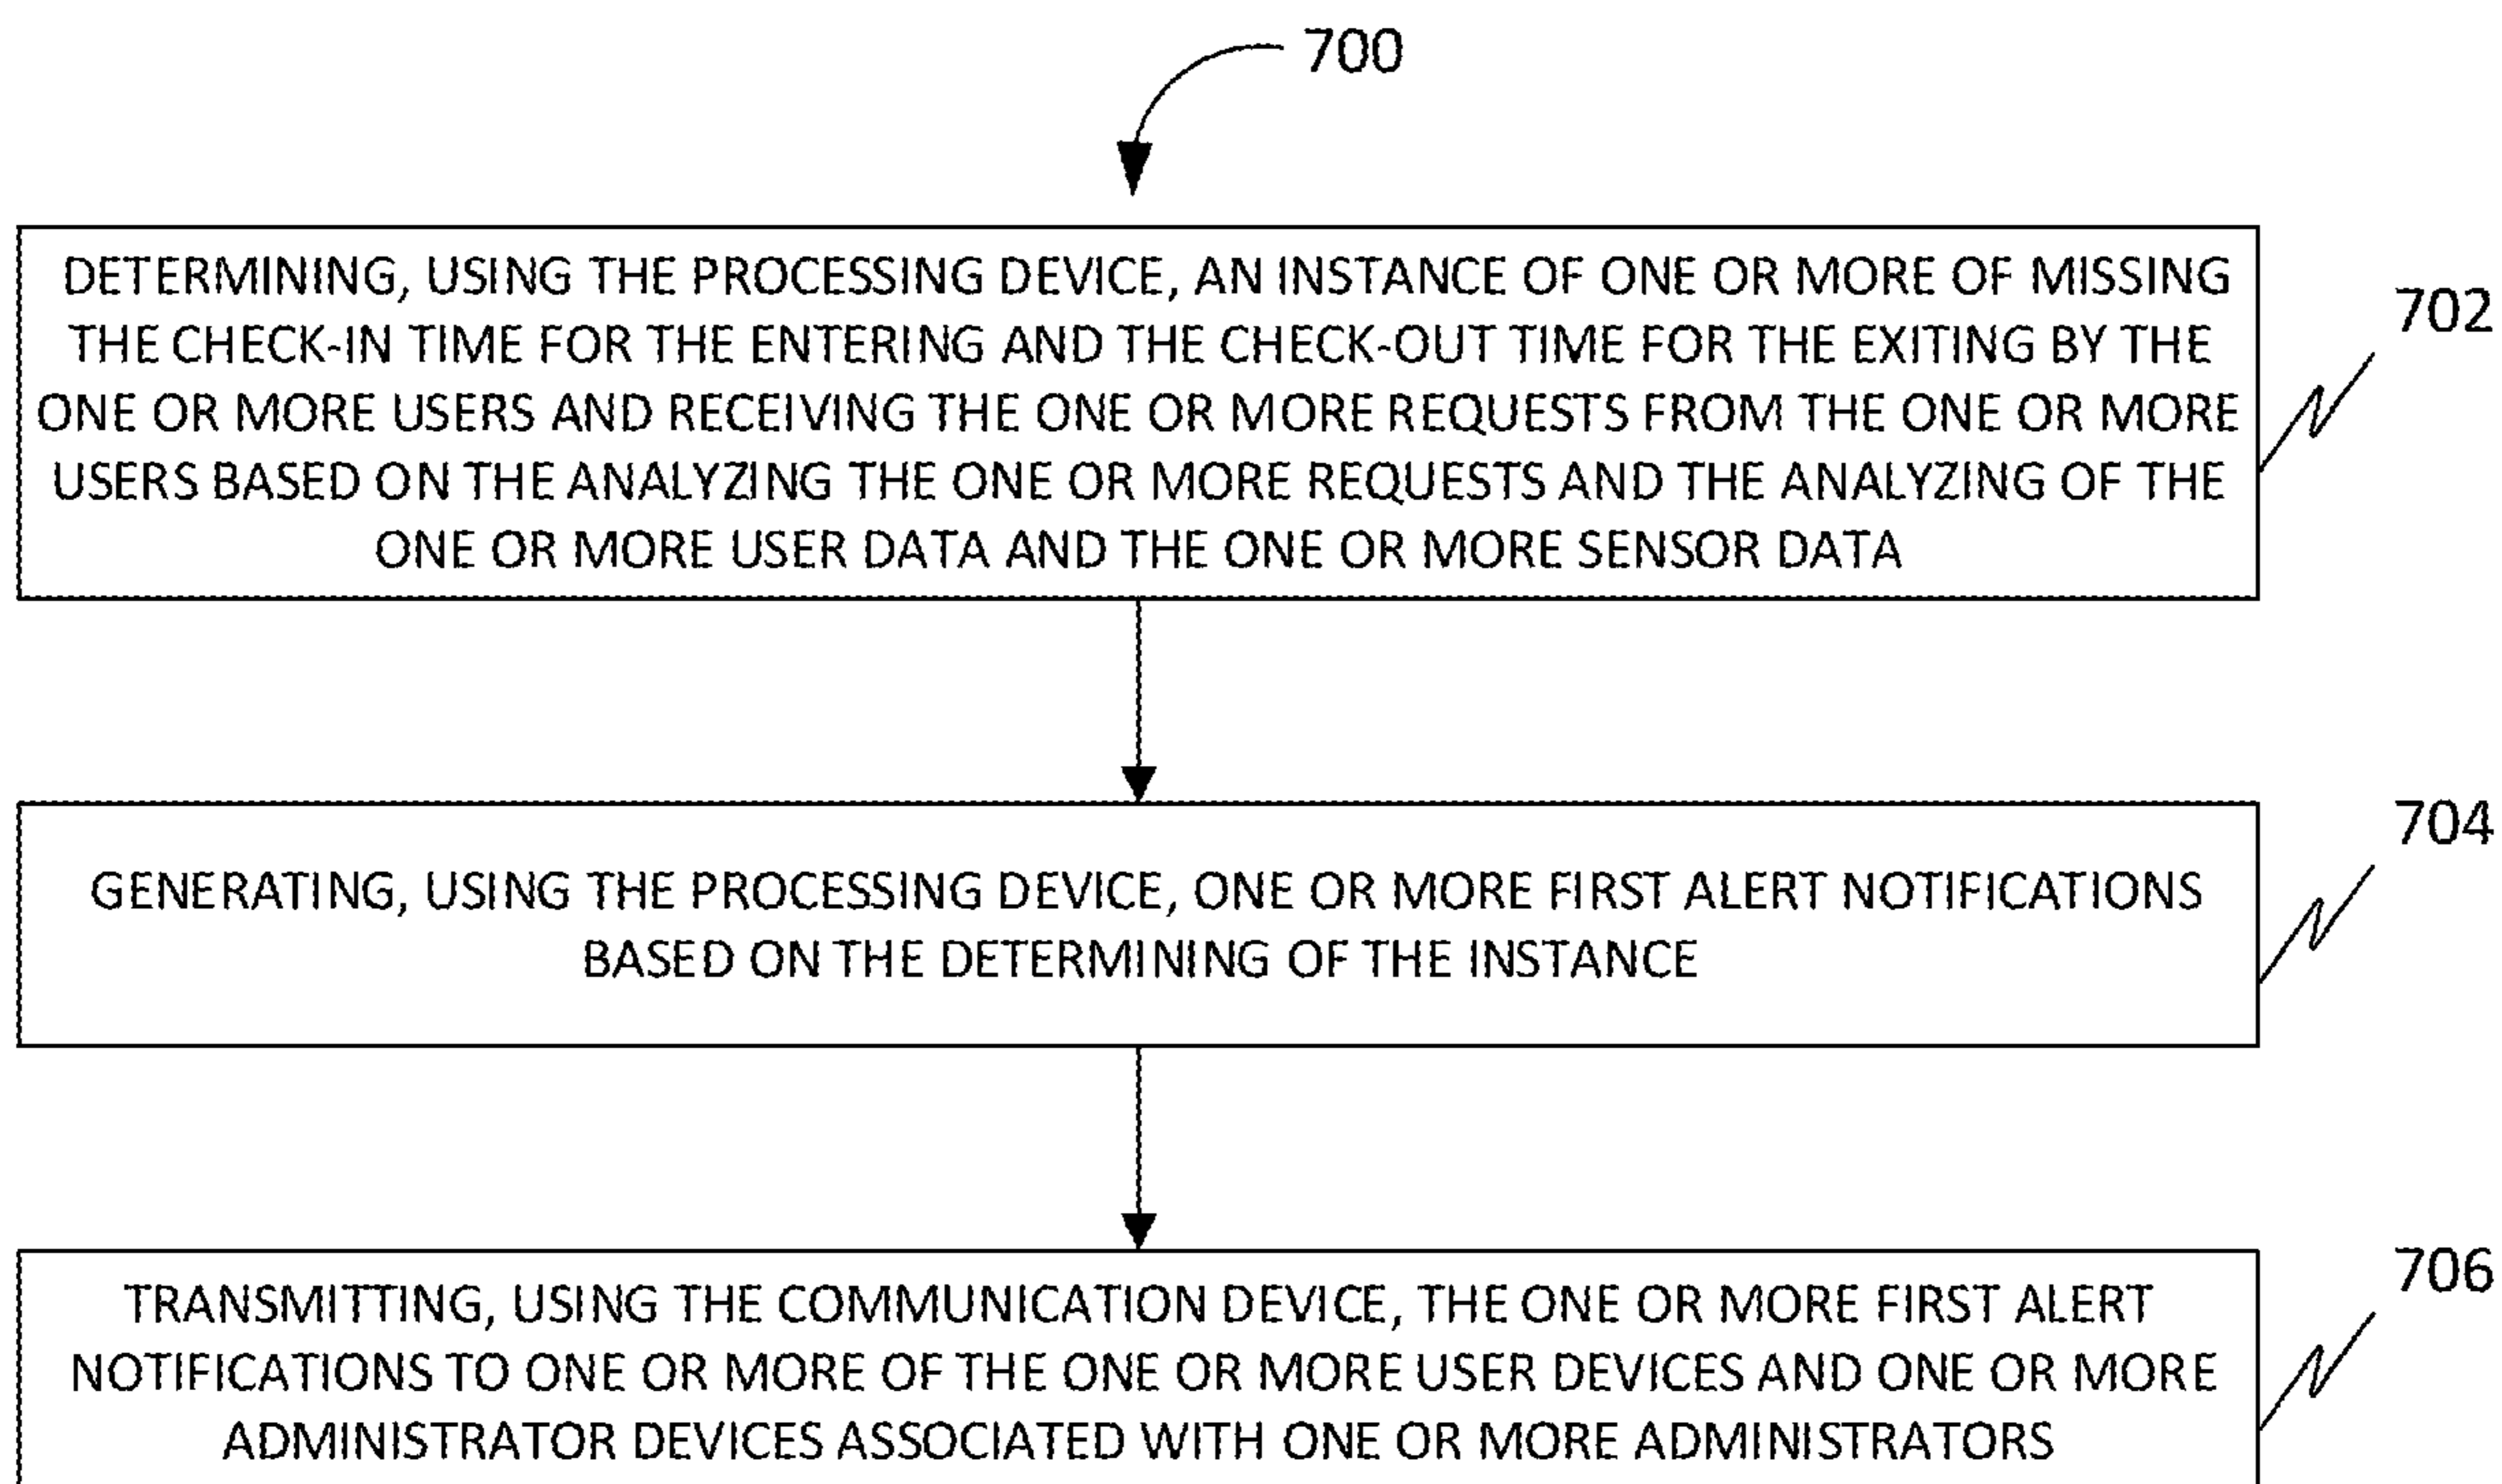 700
DETERMINING, USING THE PROCESSING DEVICE, AN INSTANCE OF ONE OR MORE OF MISSING
THE CHECK-IN TIME FOR THE ENTERING AND THE CHECK-OUT TIME FOR THE EXITING BY THE
ONE OR MORE USERS AND RECEIVING THE ONE OR MORE REQUESTS FROM THE ONE OR MORE
USERS BASED ON THE ANALYZING THE ONE OR MORE REQUESTS AND THE ANALYZING OF THE
ONE OR MORE USER DATA AND THE ONE OR MORE SENSOR DATA
702
GENERATING, USING THE PROCESSING DEVICE, ONE OR MORE FIRST ALERT NOTIFICATIONS
BASED ON THE DETERMINING OF THE INSTANCE
704
TRANSMITTING, USING THE COMMUNICATION DEVICE, THE ONE OR MORE FIRST ALERT
NOTIFICATIONS TO ONE OR MORE OF THE ONE OR MORE USER DEVICES AND ONE OR MORE
ADMINISTRATOR DEVICES ASSOCIATED WITH ONE OR MORE ADMINISTRATORS
706